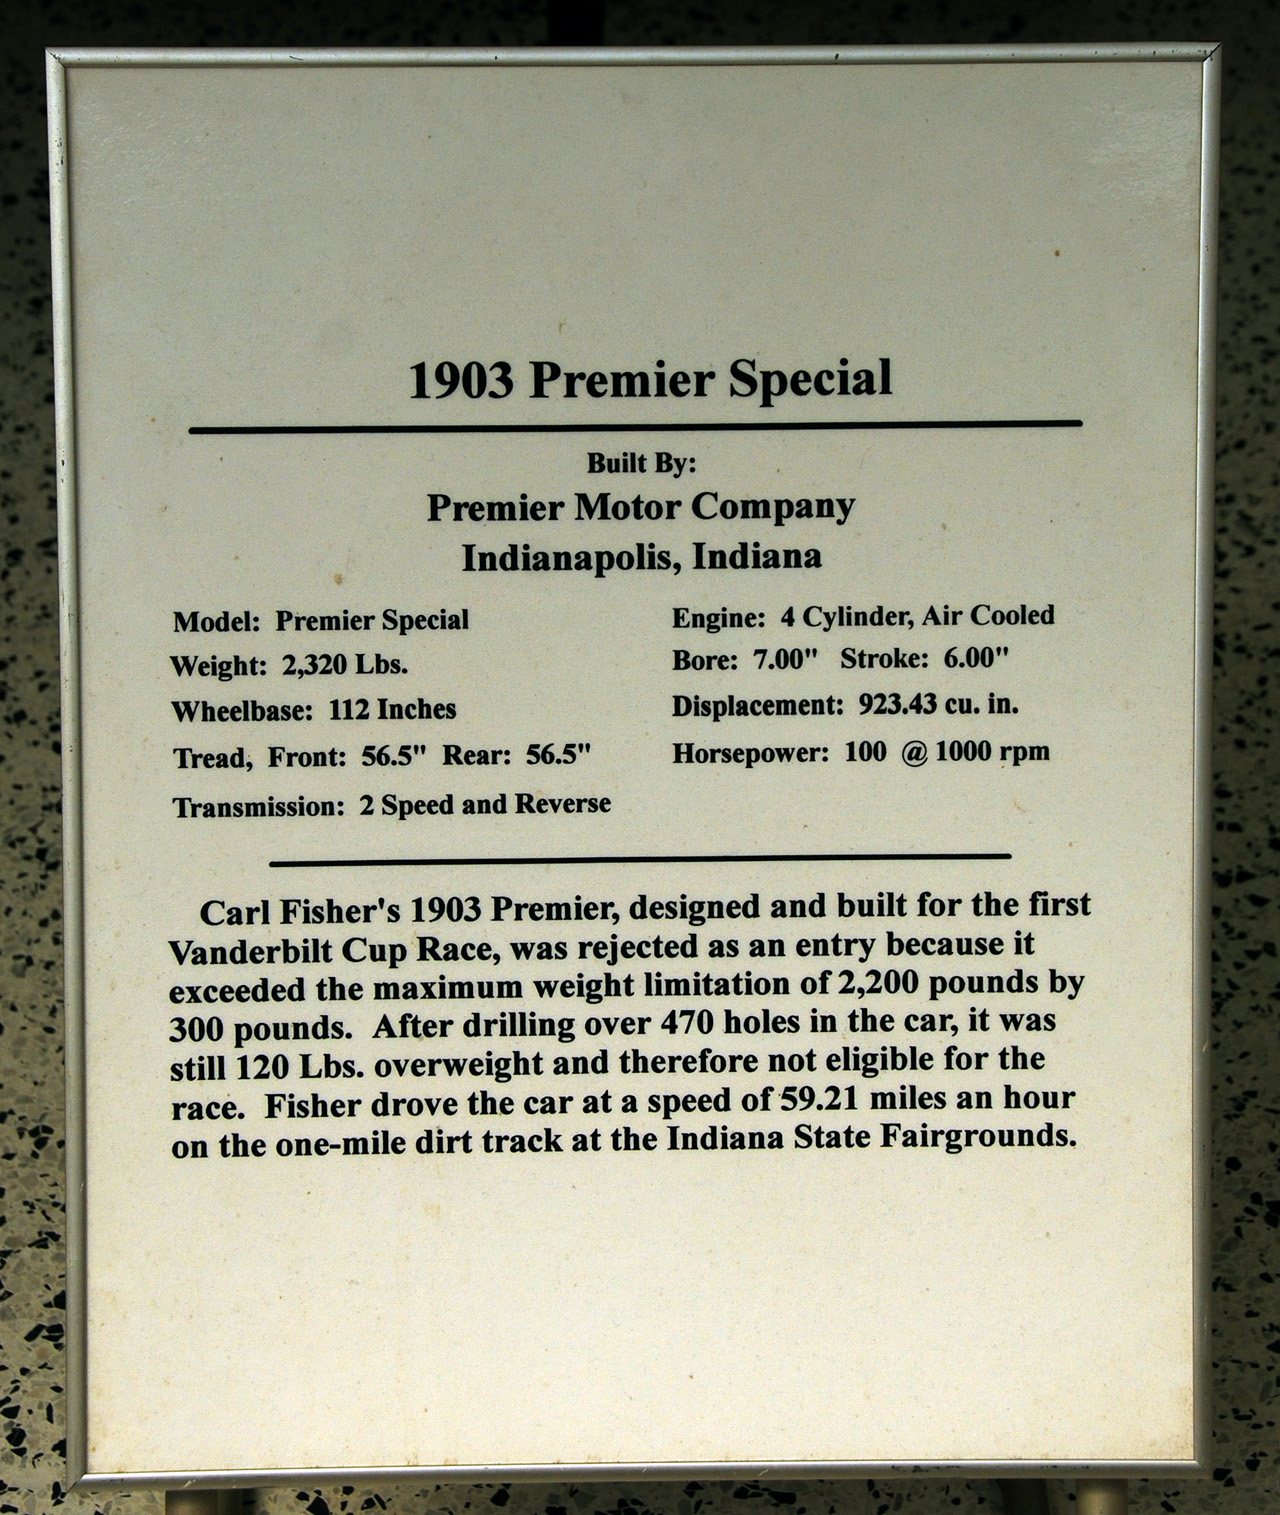 1903 Premier Special
Built By:
Premier Motor Company
Indianapolis, Indiana
Model: Premier Special
Weight: 2,320 Lbs.
Wheelbase: 112 Inches
Tread, Front: 56.5" Rear: 56.5"
Transmission: 2 Speed and Reverse
Engine: 4 Cylinder, Air Cooled
Bore: 7.00" Stroke: 6.00"
Displacement: 923.43 cu. in.
Horsepower: 100 @ 1000 rpm
Carl Fisher's 1903 Premier, designed and built for the first
Vanderbilt Cup Race, was rejected as an entry because it
exceeded the maximum weight limitation of 2,200 pounds by
300 pounds. After drilling over 470 holes in the car, it was
still 120 Lbs. overweight and therefore not eligible for the
race. Fisher drove the car at a speed of 59.21 miles an hour
on the one-mile dirt track at the Indiana State Fairgrounds.